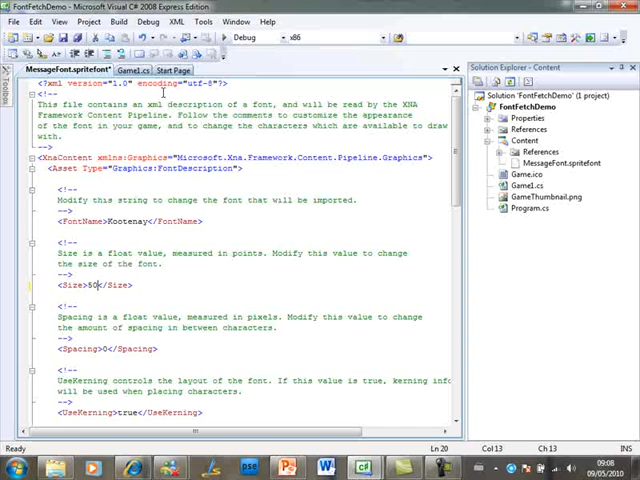 FontFetchDemo - Microsoft Visual C# 2008 Express Edition
File Edit View Project Build Debug XML Tools Window Help
Debug x86
MessageFont.spritefont* Game1.cs Start Page
Toolbox
<?xml version="1.0" encoding="utf-8"?>
<!--
This file contains an xml description of a font, and will be read by the XNA
Framework Content Pipeline. Follow the comments to customize the appearance
of the font in your game, and to change the characters which are available to draw
with.
-->
<XnaContent xmlns:Graphics="Microsoft.Xna.Framework.Content.Pipeline.Graphics">
<Asset Type="Graphics:FontDescription">
<!--
Modify this string to change the font that will be imported.
-->
<FontName>Kootenay</FontName>
<!--
Size is a float value, measured in points. Modify this value to change
the size of the font.
-->
<Size>50</Size>
<!--
Spacing is a float value, measured in pixels. Modify this value to change
the amount of spacing in between characters.
-->
<Spacing>0</Spacing>
<!--
UseKerning controls the layout of the font. If this value is true, kerning info
will be used when placing characters.
-->
<UseKerning>true</UseKerning>
Solution Explorer
Solution 'FontFetchDemo'
FontFetchDemo
Properties
References
Content
References
MessageFont.spritefont
Game.ico
Game1.cs
GameThumbnail.png
Program.cs
Ready Ln 20 Col 13 Ch 13
pse
09:08
09/05/2010